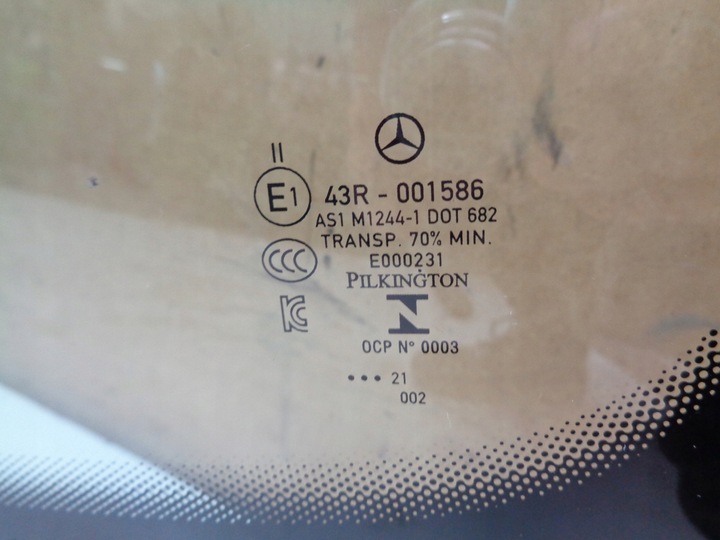 II
E1
43R - 001586
AS1 M1244-1 DOT 682
TRANSP. 70% MIN.
CCC
E000231
PILKINGTON
KC
N
OCP N° 0003
••• 21
002